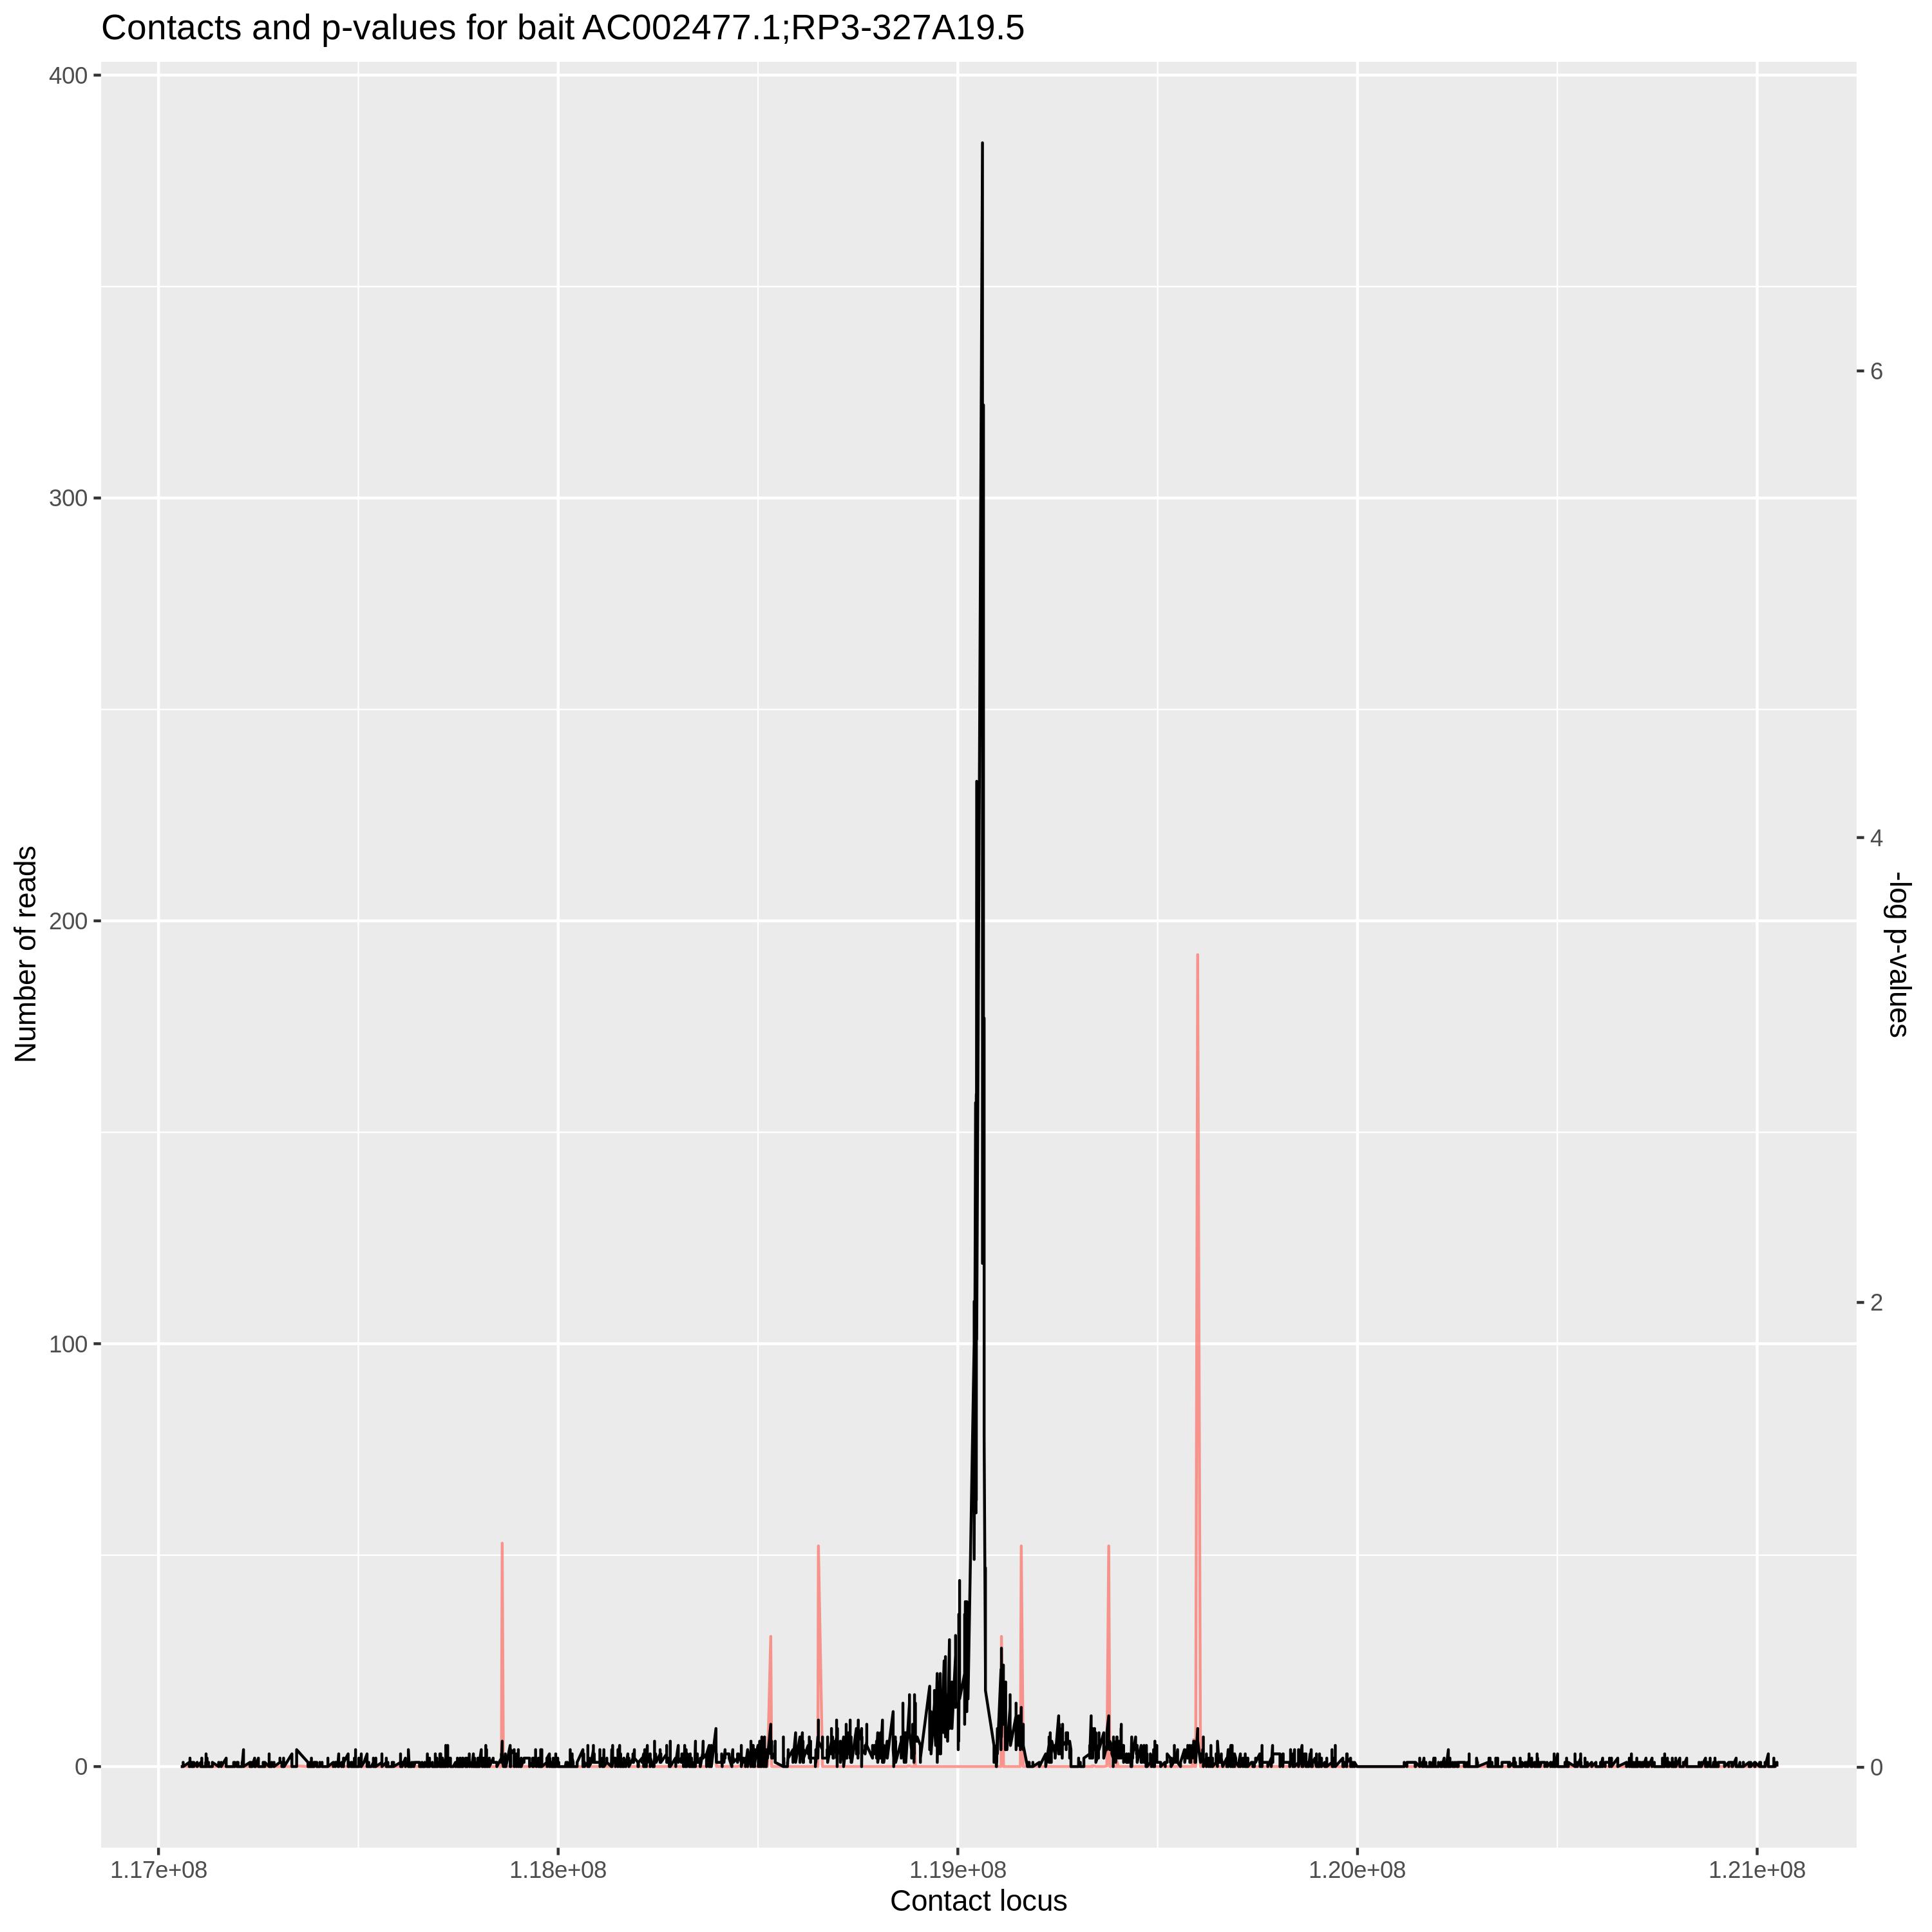 Contacts and p-values for bait AC002477.1;RP3-327A19.5
400
300
200
100
0
Number of reads
6
4
2
0
-log p-values
1.17e+08 1.18e+08 1.19e+08 1.20e+08 1.21e+08
Contact locus